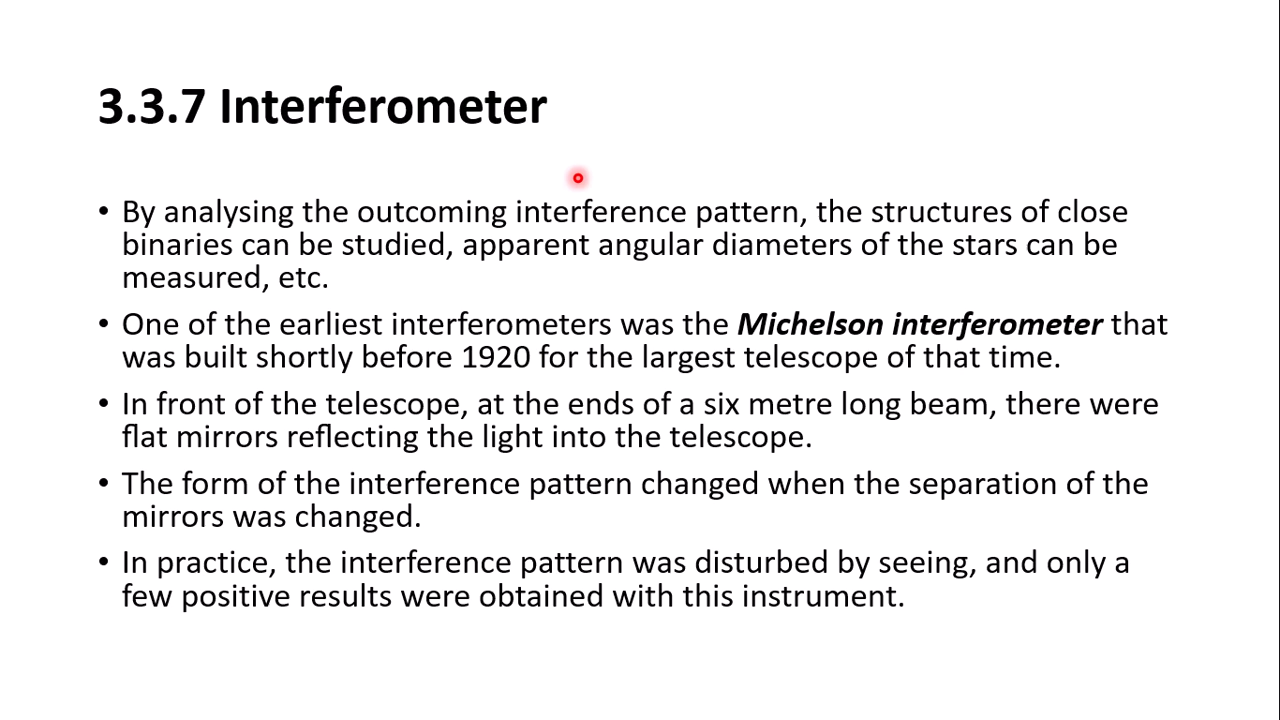 3.3.7 Interferometer
• By analysing the outcoming interference pattern, the structures of close
binaries can be studied, apparent angular diameters of the stars can be
measured, etc.
• One of the earliest interferometers was the Michelson interferometer that
was built shortly before 1920 for the largest telescope of that time.
• In front of the telescope, at the ends of a six metre long beam, there were
flat mirrors reflecting the light into the telescope.
• The form of the interference pattern changed when the separation of the
mirrors was changed.
• In practice, the interference pattern was disturbed by seeing, and only a
few positive results were obtained with this instrument.